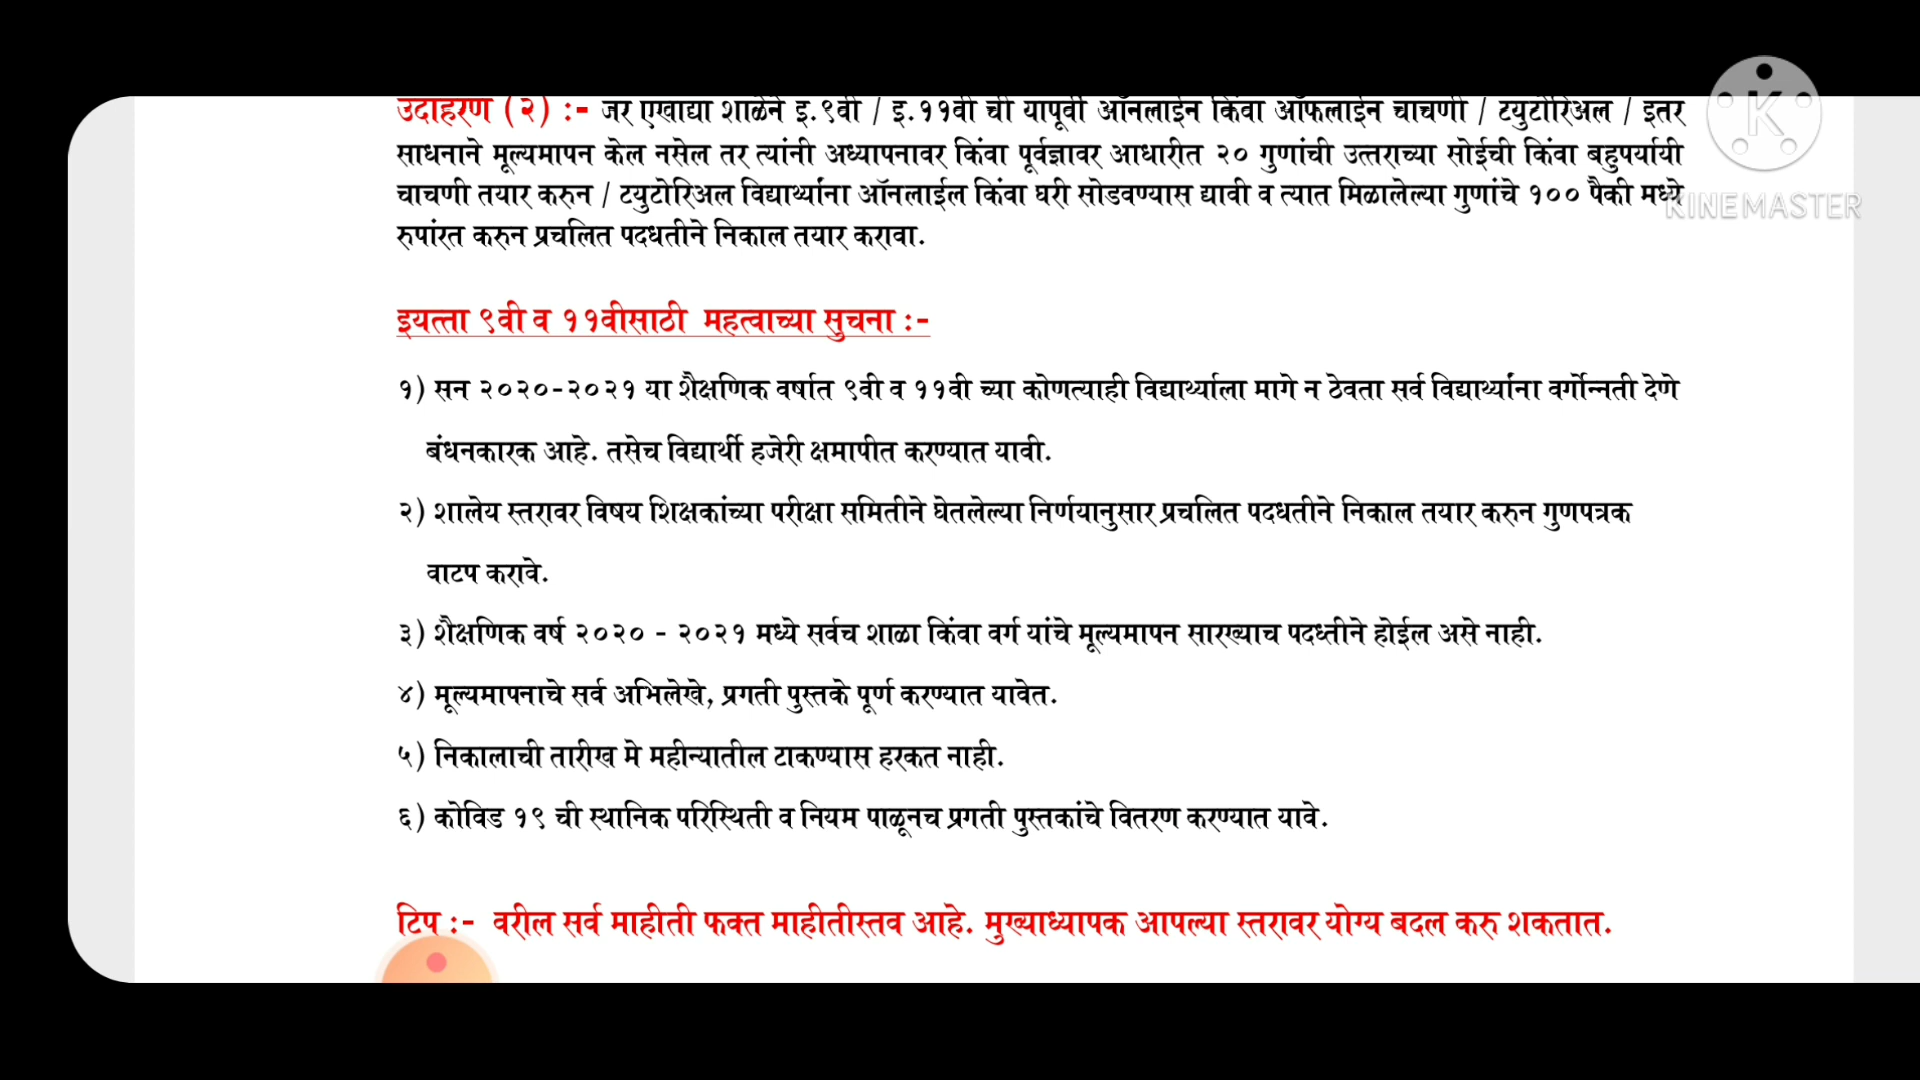 उदाहरण (२) :- जर एखाद्या शाळेने इ.९वी / इ.११वी ची यापूर्वी ऑनलाईन किंवा ऑफलाईन चाचणी / टयुटोरिअल / इतर
साधनाने मूल्यमापन केल नसेल तर त्यांनी अध्यापनावर किंवा पूर्वज्ञावर आधारीत २० गुणांची उत्तराच्या सोईची किंवा बहुपर्यायी
चाचणी तयार करुन / टयुटोरिअल विद्यार्थ्यांना ऑनलाईल किंवा घरी सोडवण्यास द्यावी व त्यात मिळालेल्या गुणांचे १०० पैकी मध्ये
रुपांरत करुन प्रचलित पदधतीने निकाल तयार करावा.
इयत्ता ९वी व ११वीसाठी महत्वाच्या सुचना :-
१) सन २०२०-२०२१ या शैक्षणिक वर्षात ९वी व ११वी च्या कोणत्याही विद्यार्थ्याला मागे न ठेवता सर्व विद्यार्थ्यांना वर्गोन्नती देणे
बंधनकारक आहे. तसेच विद्यार्थी हजेरी क्षमापीत करण्यात यावी.
२) शालेय स्तरावर विषय शिक्षकांच्या परीक्षा समितीने घेतलेल्या निर्णयानुसार प्रचलित पदधतीने निकाल तयार करुन गुणपत्रक
वाटप करावे.
३) शैक्षणिक वर्ष २०२० - २०२१ मध्ये सर्वच शाळा किंवा वर्ग यांचे मूल्यमापन सारख्याच पदध्तीने होईल असे नाही.
४) मूल्यमापनाचे सर्व अभिलेखे, प्रगती पुस्तके पूर्ण करण्यात यावेत.
५) निकालाची तारीख मे महीन्यातील टाकण्यास हरकत नाही.
६) कोविड १९ ची स्थानिक परिस्थिती व नियम पाळूनच प्रगती पुस्तकांचे वितरण करण्यात यावे.
टिप :- वरील सर्व माहीती फक्त माहीतीस्तव आहे. मुख्याध्यापक आपल्या स्तरावर योग्य बदल करु शकतात.
K
KINEMASTER